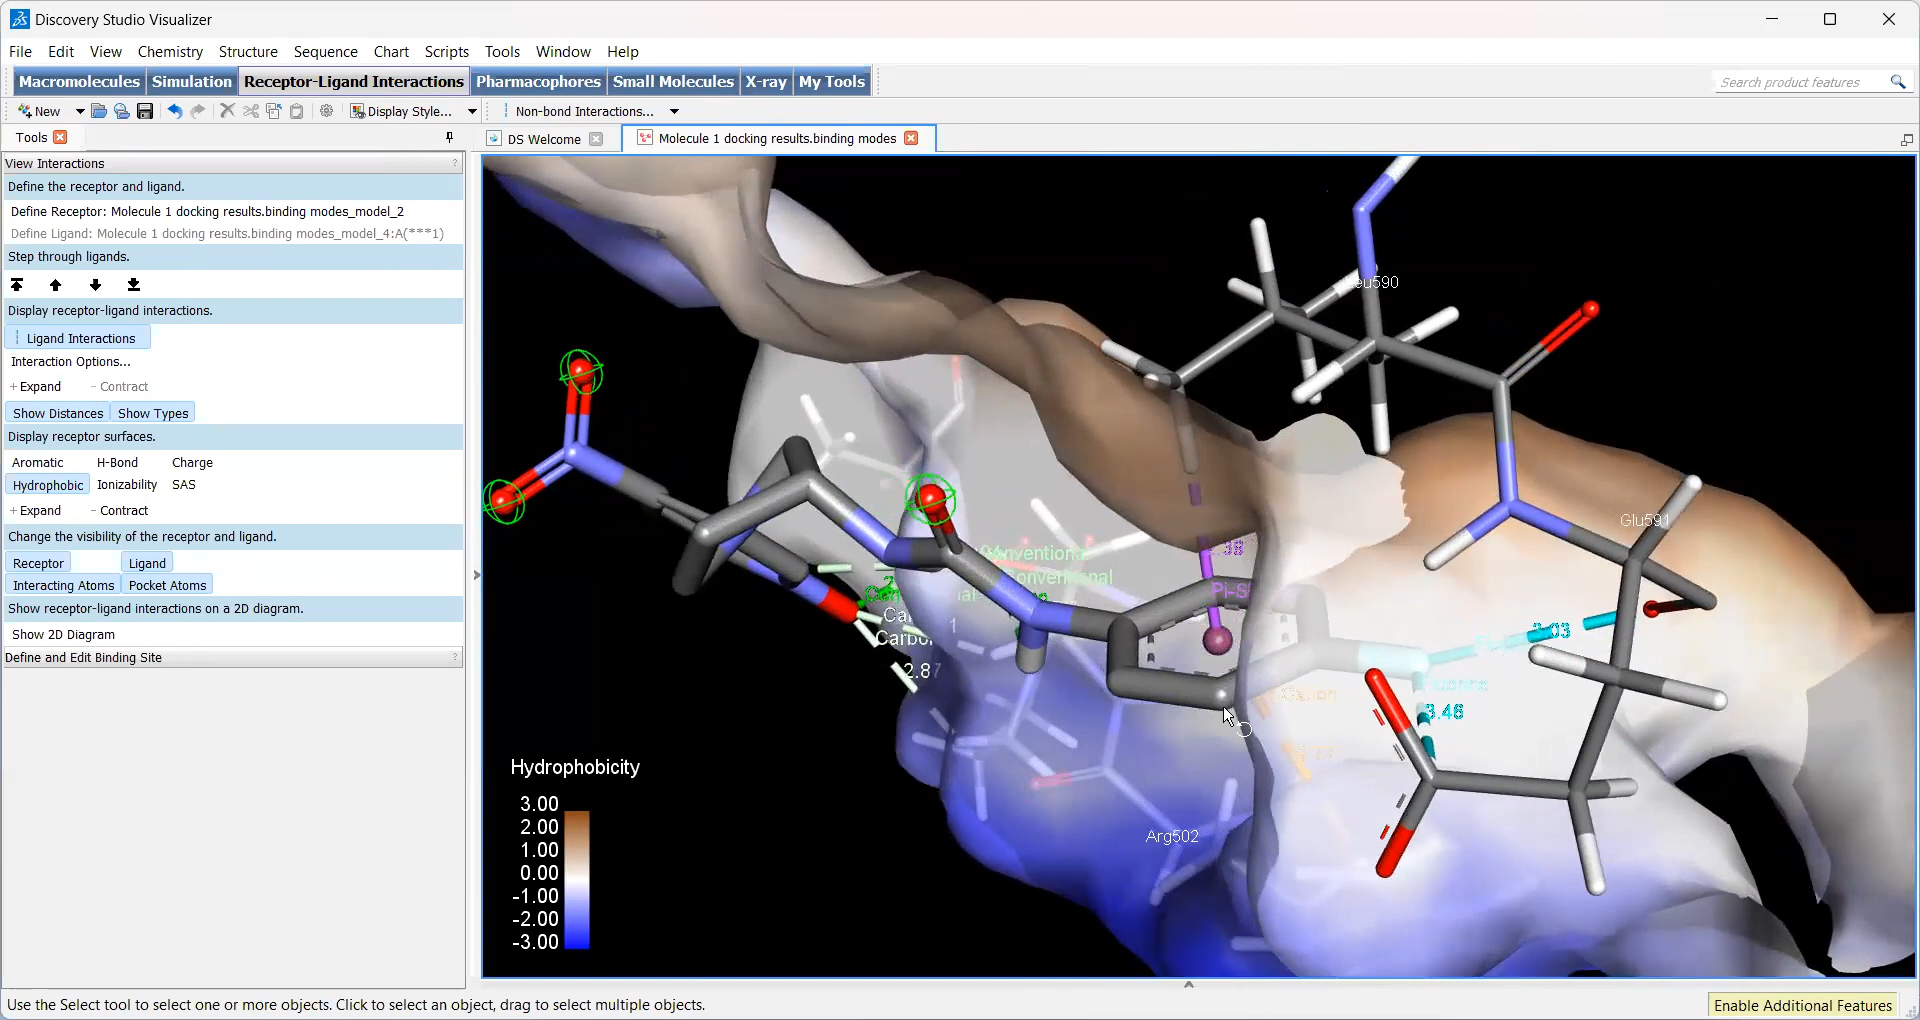 Discovery Studio Visualizer
File Edit View Chemistry Structure Sequence Chart Scripts Tools Window Help
Macromolecules Simulation Receptor-Ligand Interactions Pharmacophores Small Molecules X-ray My Tools
Search product features
New Display Style... Non-bond Interactions...
Tools
DS Welcome Molecule 1 docking results.binding modes
View Interactions ?
Define the receptor and ligand.
Define Receptor: Molecule 1 docking results.binding modes_model_2
Define Ligand: Molecule 1 docking results.binding modes_model_4:A(***1)
Step through ligands.
Display receptor-ligand interactions.
Ligand Interactions
Interaction Options...
+ Expand - Contract
Show Distances Show Types
Display receptor surfaces.
Aromatic H-Bond Charge
Hydrophobic Ionizability SAS
+ Expand - Contract
Change the visibility of the receptor and ligand.
Receptor Ligand
Interacting Atoms Pocket Atoms
Show receptor-ligand interactions on a 2D diagram.
Show 2D Diagram
Define and Edit Binding Site ?
Glu591
Conventional
2.03
2.87
3.46
Arg502
Hydrophobicity
3.00
2.00
1.00
0.00
-1.00
-2.00
-3.00
Use the Select tool to select one or more objects. Click to select an object, drag to select multiple objects.
Enable Additional Features